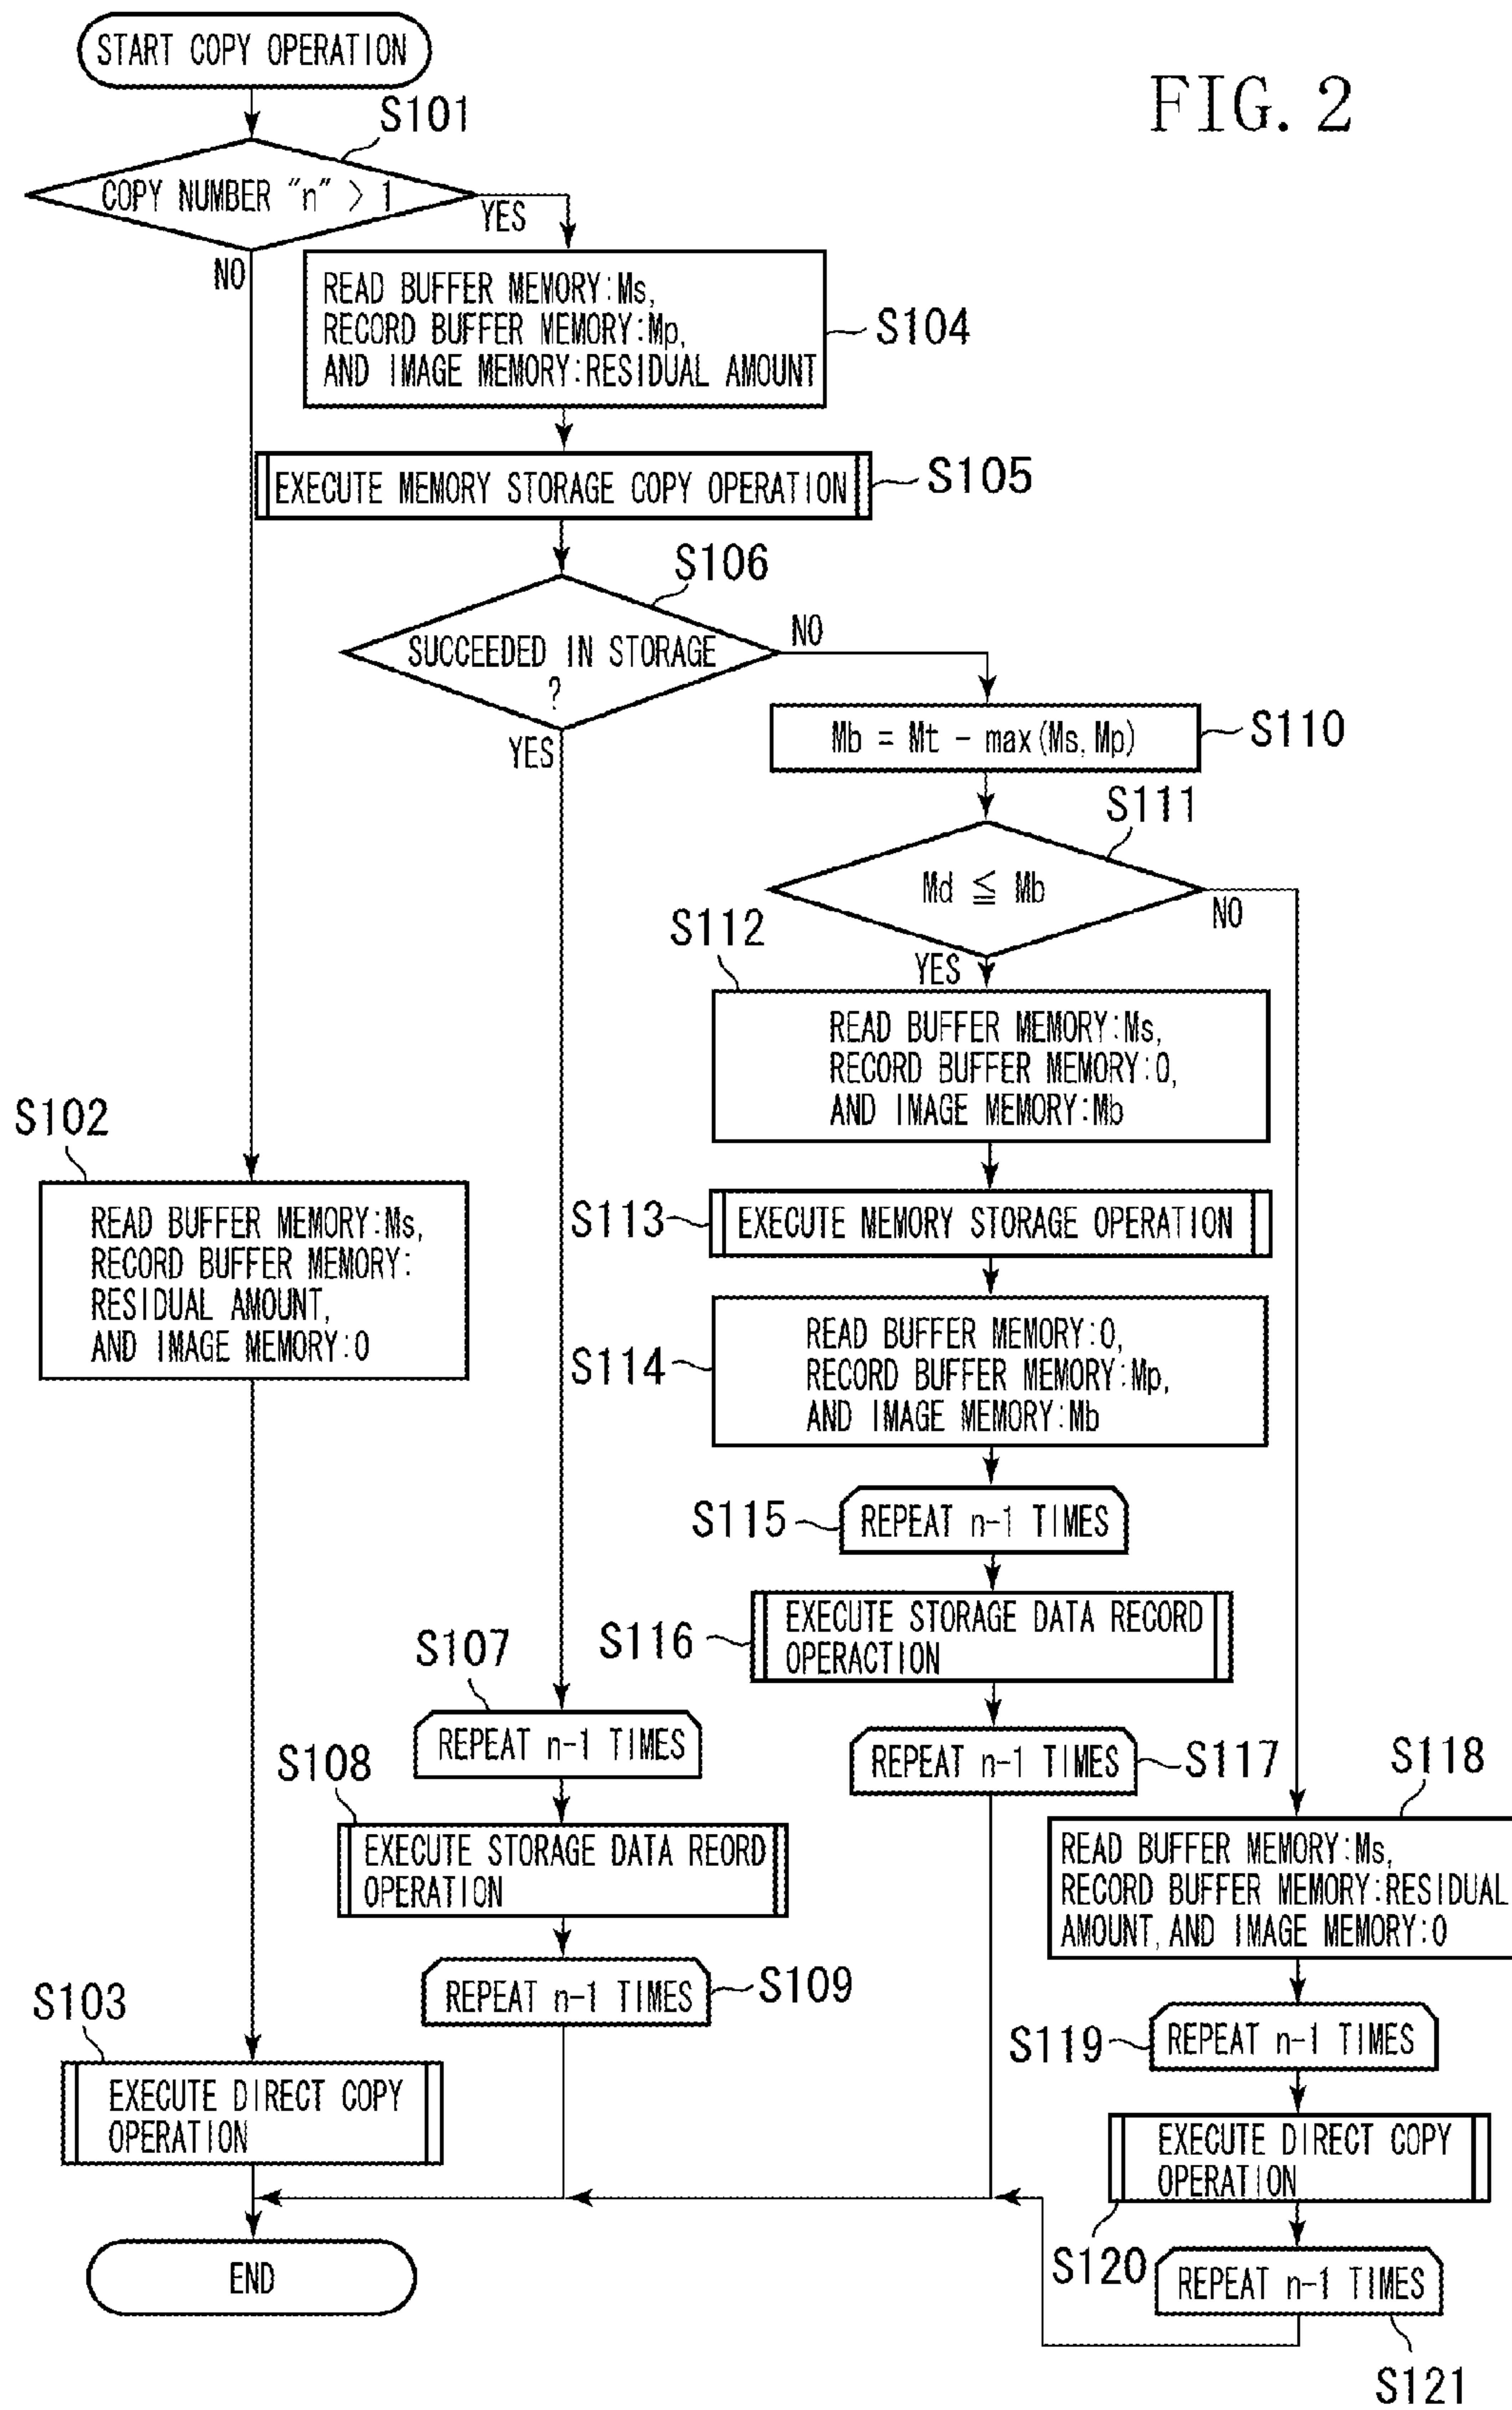 FIG. 2
START COPY OPERATION
S101
COPY NUMBER "n" > 1
YES
NO
READ BUFFER MEMORY:Ms,
RECORD BUFFER MEMORY:Mp,
AND IMAGE MEMORY:RESIDUAL AMOUNT
S104
EXECUTE MEMORY STORAGE COPY OPERATION
S105
S106
SUCCEEDED IN STORAGE
?
NO
YES
Mb = Mt - max(Ms, Mp)
S110
S111
Md ≦ Mb
NO
YES
S112
READ BUFFER MEMORY:Ms,
RECORD BUFFER MEMORY:0,
AND IMAGE MEMORY:Mb
S102
READ BUFFER MEMORY:Ms,
RECORD BUFFER MEMORY:
RESIDUAL AMOUNT,
AND IMAGE MEMORY:0
S113
EXECUTE MEMORY STORAGE OPERATION
S114
READ BUFFER MEMORY:0,
RECORD BUFFER MEMORY:Mp,
AND IMAGE MEMORY:Mb
S115
REPEAT n-1 TIMES
S116
EXECUTE STORAGE DATA RECORD
OPERACTION
S107
REPEAT n-1 TIMES
REPEAT n-1 TIMES
S117
S108
EXECUTE STORAGE DATA REORD
OPERATION
S118
READ BUFFER MEMORY:Ms,
RECORD BUFFER MEMORY:RESIDUAL
AMOUNT, AND IMAGE MEMORY:0
REPEAT n-1 TIMES
S109
S103
EXECUTE DIRECT COPY
OPERATION
S119
REPEAT n-1 TIMES
EXECUTE DIRECT COPY
OPERATION
S120
REPEAT n-1 TIMES
S121
END